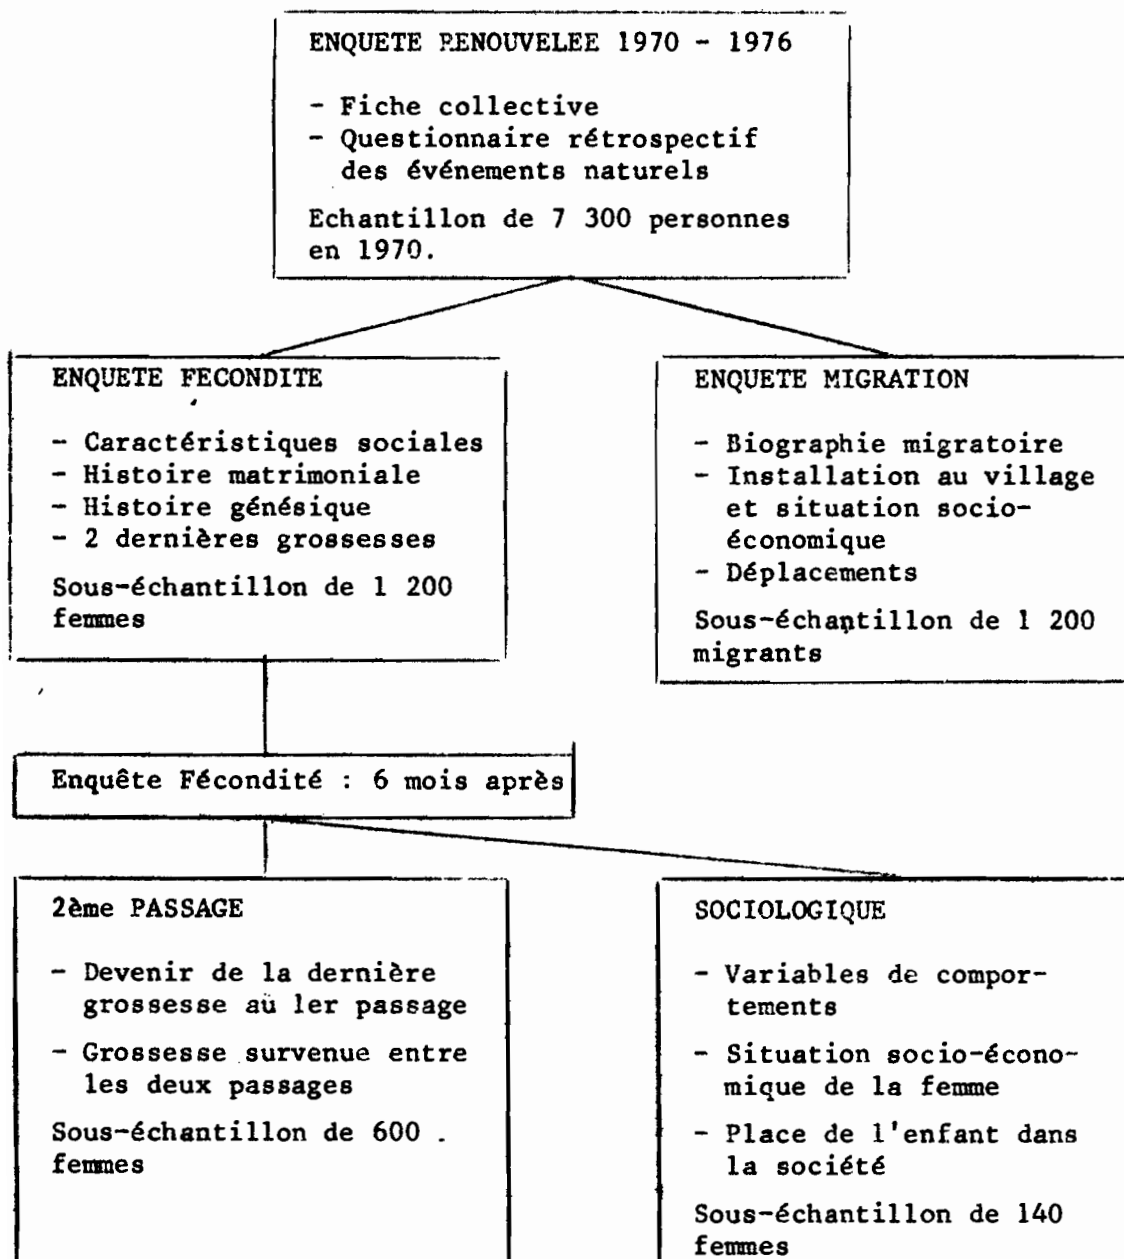 ENQUETE RENOUVELEE 1970 - 1976
- Fiche collective
- Questionnaire rétrospectif
des événements naturels
Echantillon de 7 300 personnes
en 1970.
ENQUETE FECONDITE
- Caractéristiques sociales
- Histoire matrimoniale
- Histoire génésique
- 2 dernières grossesses
Sous-échantillon de 1 200
femmes
ENQUETE MIGRATION
- Biographie migratoire
- Installation au village
et situation socio-
économique
- Déplacements
Sous-échantillon de 1 200
migrants
Enquête Fécondité : 6 mois après
2ème PASSAGE
- Devenir de la dernière
grossesse au 1er passage
- Grossesse survenue entre
les deux passages
Sous-échantillon de 600 .
femmes
SOCIOLOGIQUE
- Variables de compor-
tements
- Situation socio-écono-
mique de la femme
- Place de l'enfant dans
la société
Sous-échantillon de 140
femmes